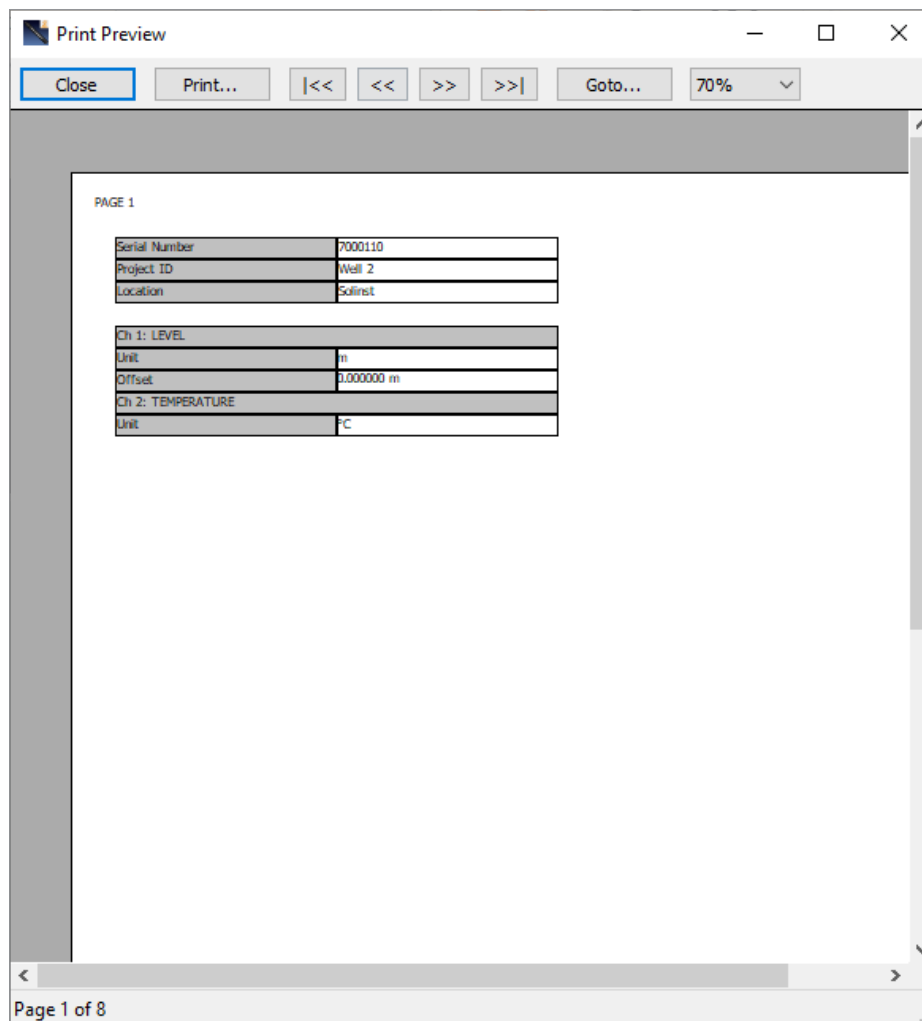 Print Preview
Close Print... |<< << >> >>| Goto... 70%
PAGE 1
Serial Number 7000110
Project ID Well 2
Location Solinst
Ch 1: LEVEL
Unit m
Offset 0.000000 m
Ch 2: TEMPERATURE
Unit °C
Page 1 of 8